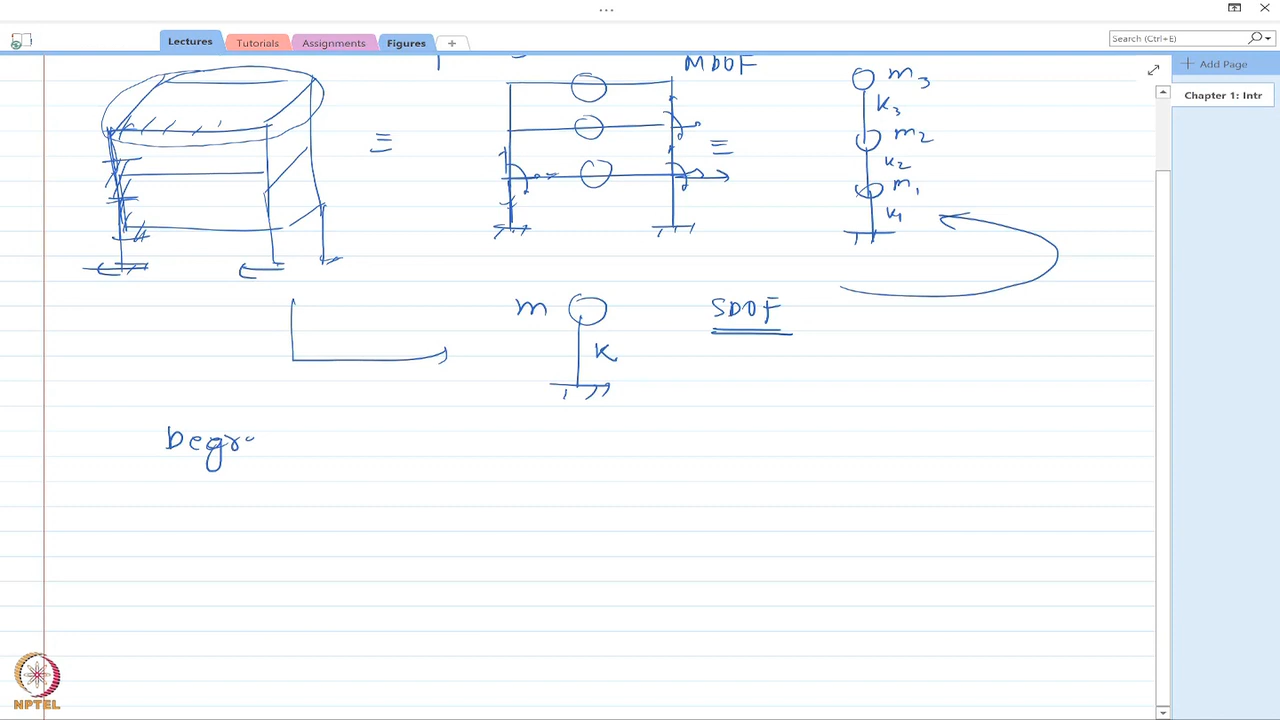 Lectures
Tutorials
Assignments
Figures
Search (Ctrl+E)
Add Page
Chapter 1: Intr
MDOF
m3
k3
m2
k2
m1
k1
≡
≡
m
k
SDOF
Degr
NPTEL